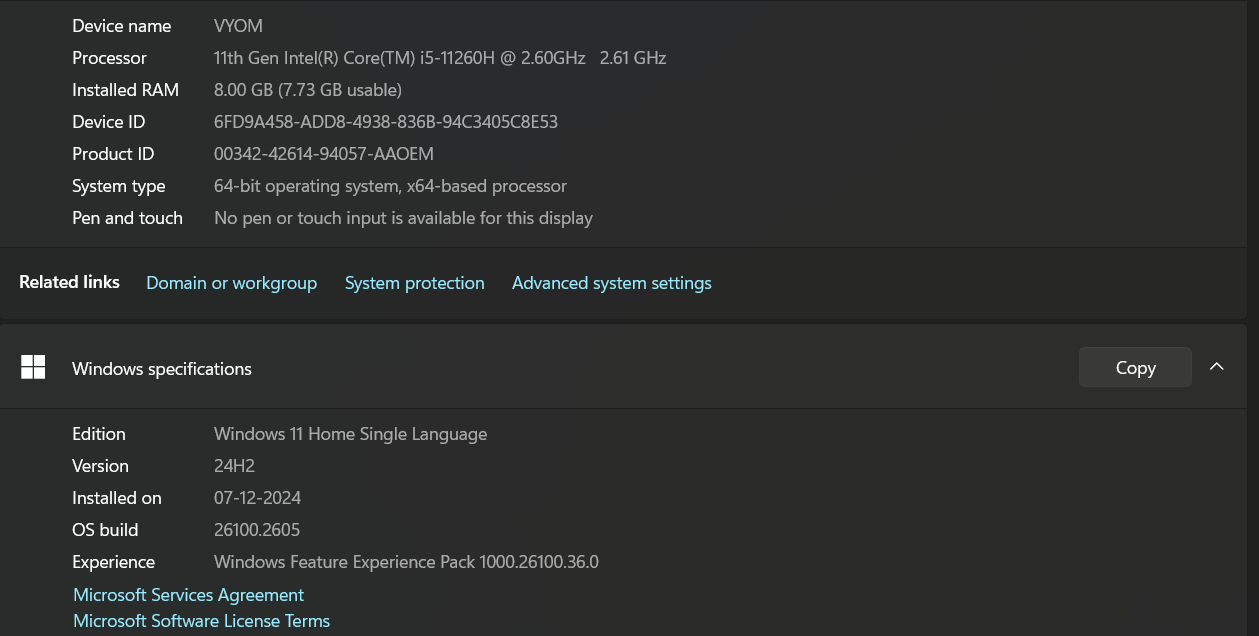 Device name VYOM
Processor 11th Gen Intel(R) Core(TM) i5-11260H @ 2.60GHz 2.61 GHz
Installed RAM 8.00 GB (7.73 GB usable)
Device ID 6FD9A458-ADD8-4938-836B-94C3405C8E53
Product ID 00342-42614-94057-AAOEM
System type 64-bit operating system, x64-based processor
Pen and touch No pen or touch input is available for this display
Related links Domain or workgroup System protection Advanced system settings
Windows specifications Copy
Edition Windows 11 Home Single Language
Version 24H2
Installed on 07-12-2024
OS build 26100.2605
Experience Windows Feature Experience Pack 1000.26100.36.0
Microsoft Services Agreement
Microsoft Software License Terms